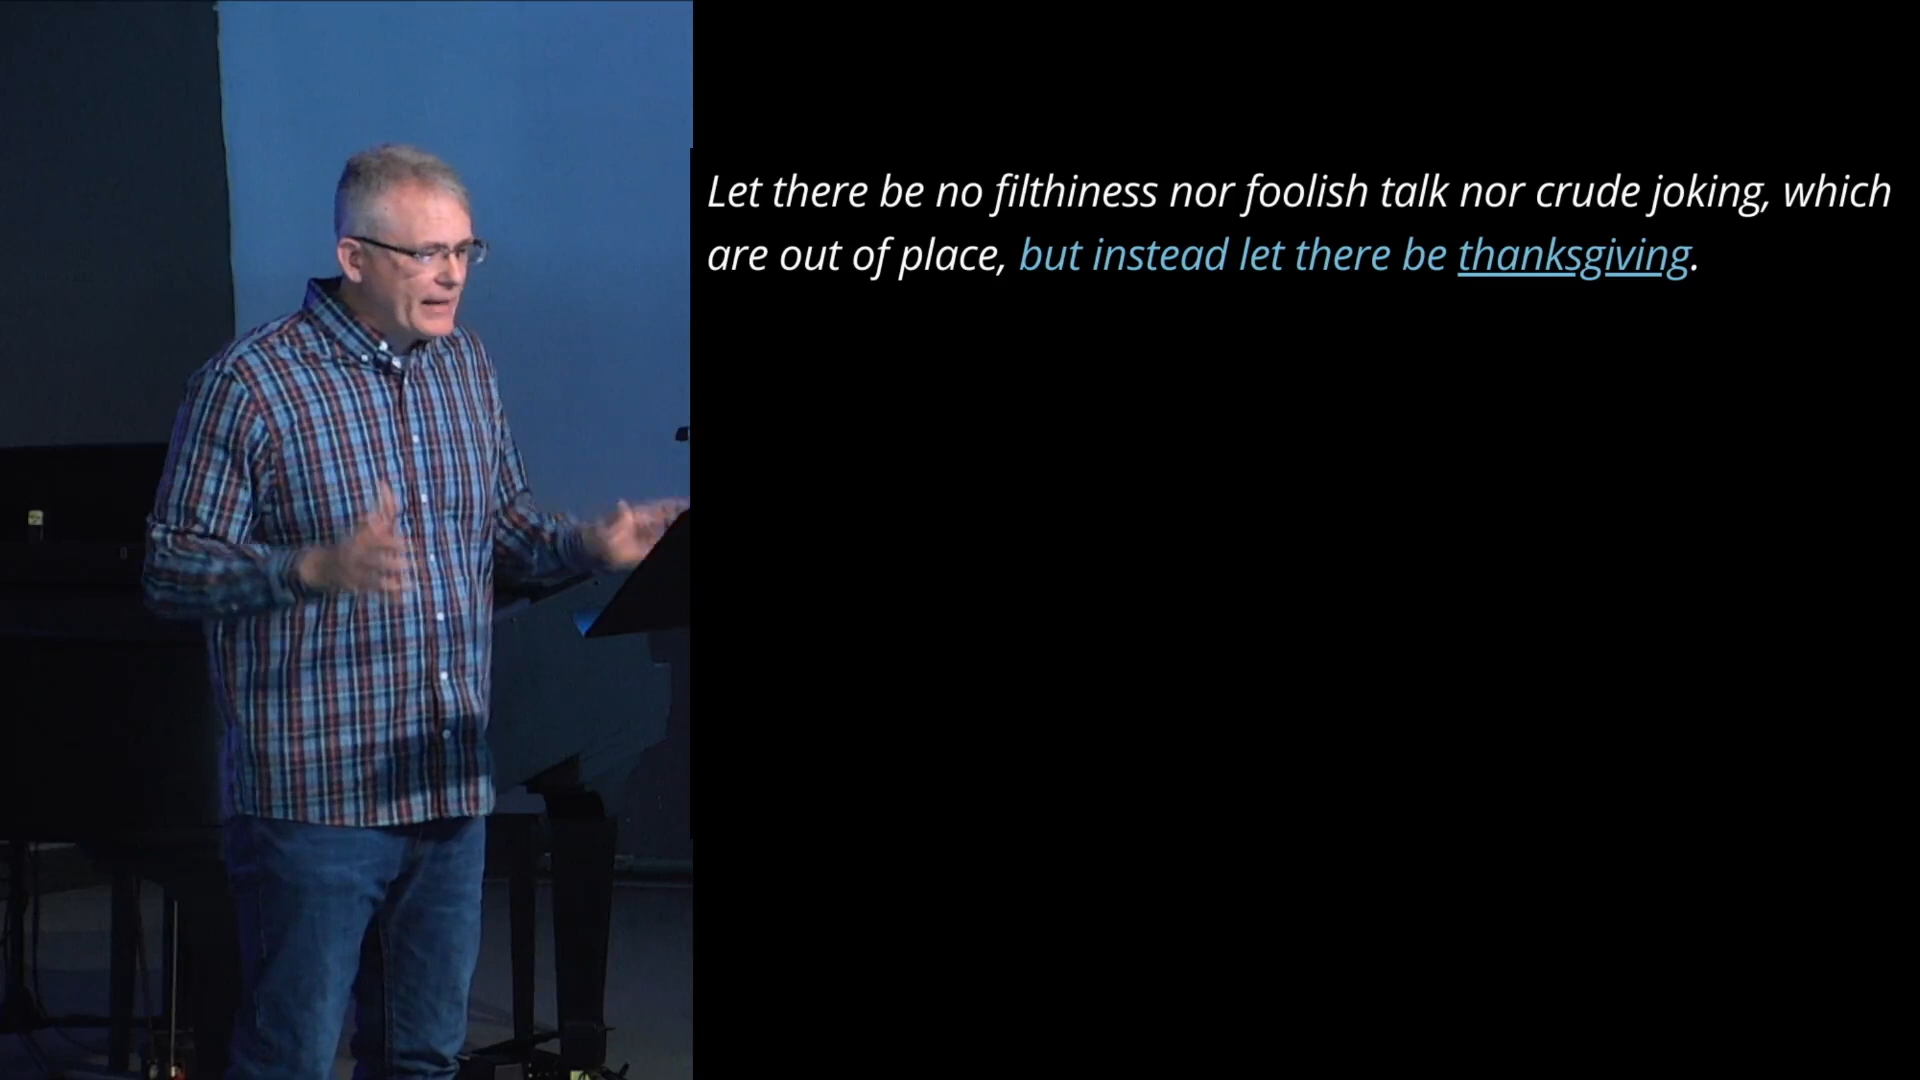 Let there be no filthiness nor foolish talk nor crude joking, which
are out of place, but instead let there be thanksgiving.